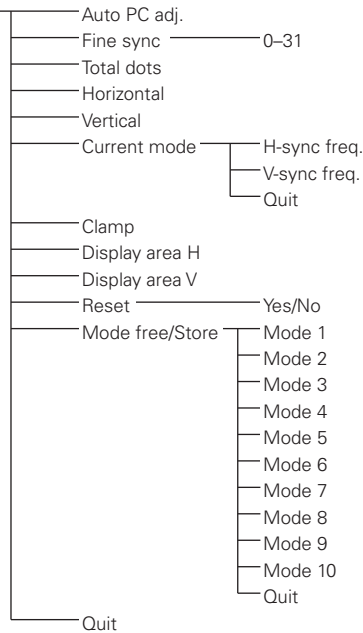 Auto PC adj.
Fine sync 0–31
Total dots
Horizontal
Vertical
Current mode H-sync freq.
V-sync freq.
Quit
Clamp
Display area H
Display area V
Reset Yes/No
Mode free/Store Mode 1
Mode 2
Mode 3
Mode 4
Mode 5
Mode 6
Mode 7
Mode 8
Mode 9
Mode 10
Quit
Quit